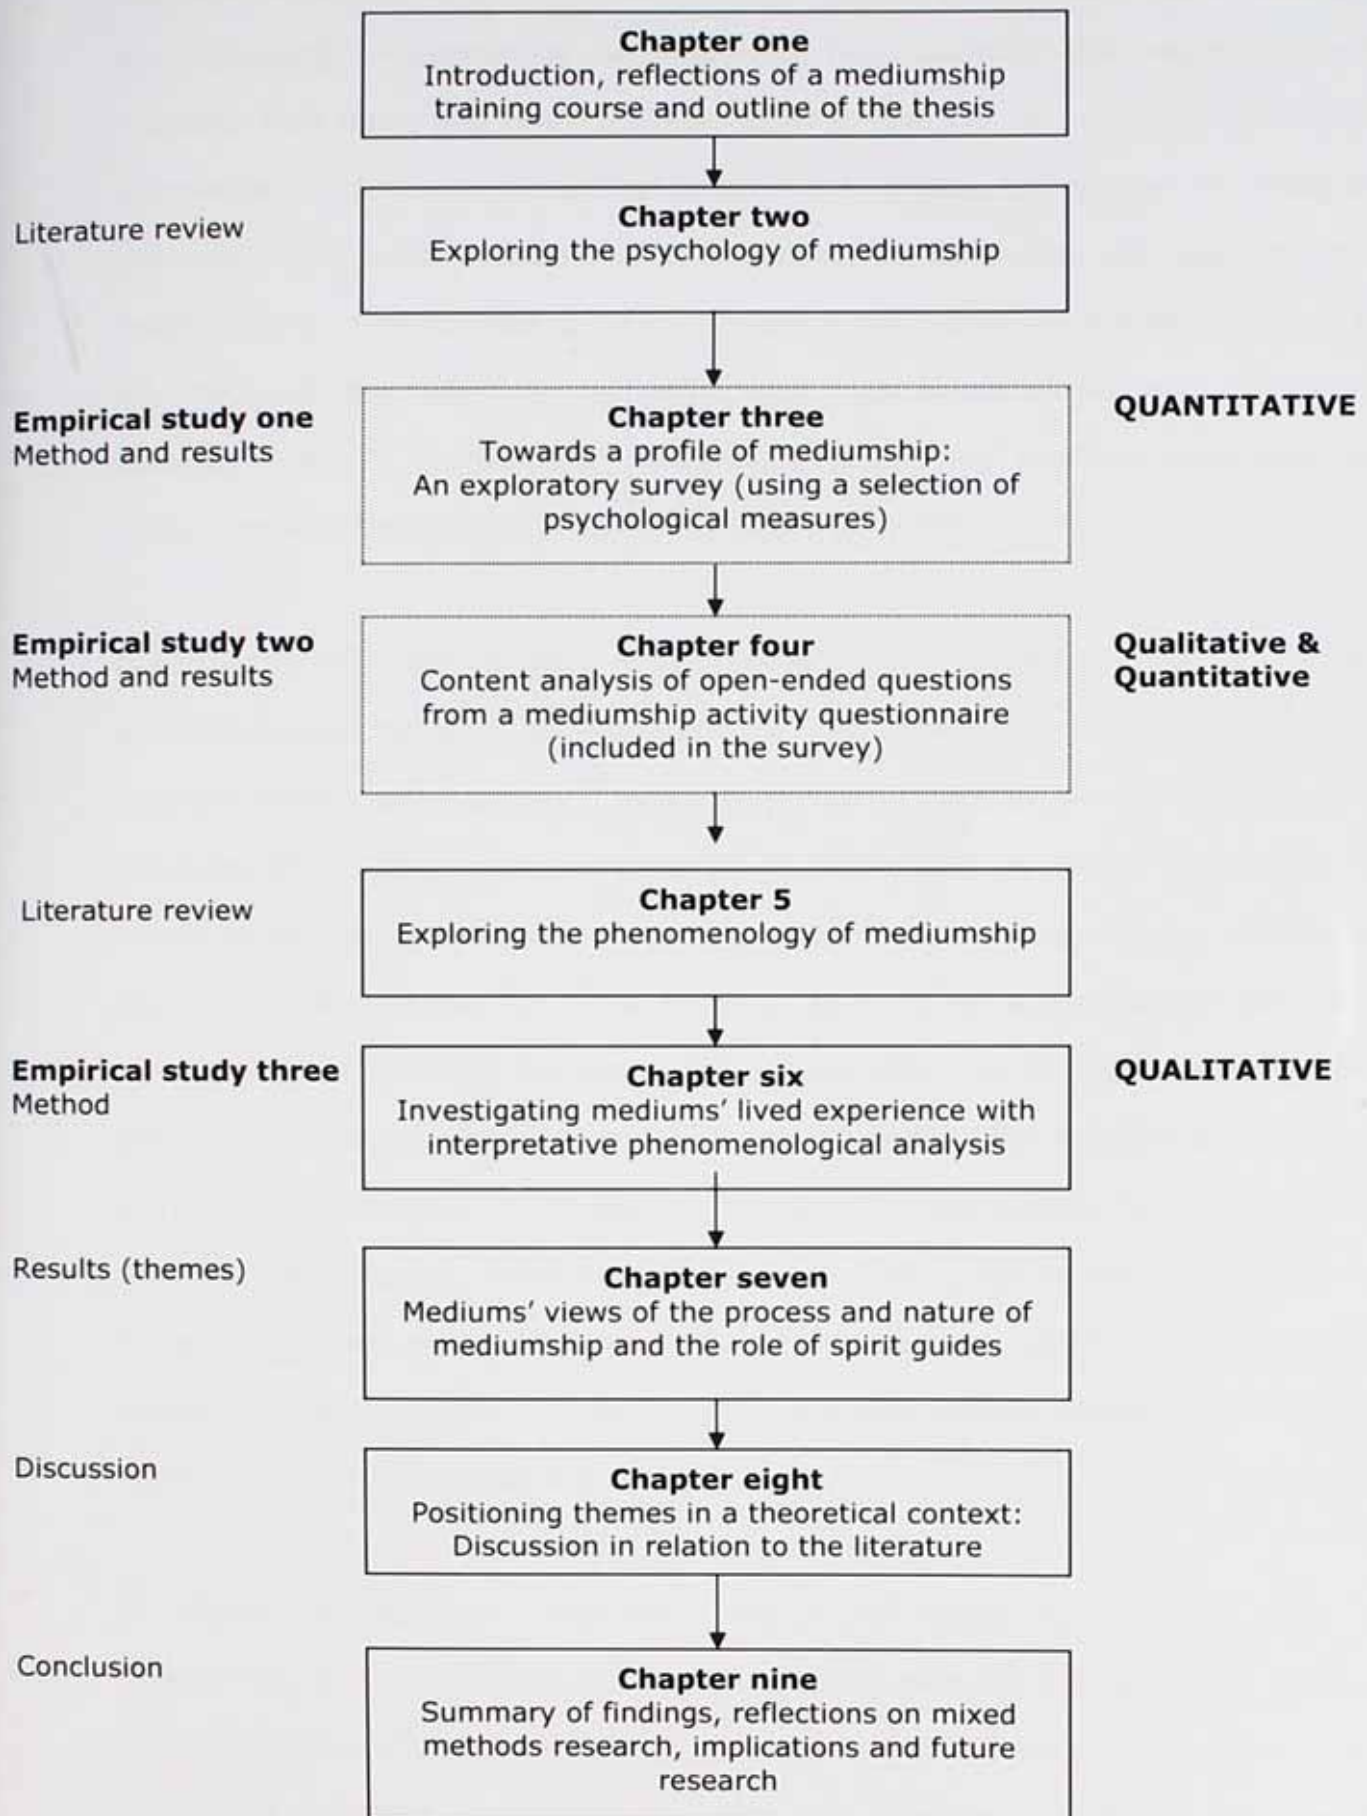 Chapter one
Introduction, reflections of a mediumship
training course and outline of the thesis
Literature review
Chapter two
Exploring the psychology of mediumship
Empirical study one
Method and results
Chapter three
Towards a profile of mediumship:
An exploratory survey (using a selection of
psychological measures)
QUANTITATIVE
Empirical study two
Method and results
Chapter four
Content analysis of open-ended questions
from a mediumship activity questionnaire
(included in the survey)
Qualitative &
Quantitative
Literature review
Chapter 5
Exploring the phenomenology of mediumship
Empirical study three
Method
Chapter six
Investigating mediums’ lived experience with
interpretative phenomenological analysis
QUALITATIVE
Results (themes)
Chapter seven
Mediums’ views of the process and nature of
mediumship and the role of spirit guides
Discussion
Chapter eight
Positioning themes in a theoretical context:
Discussion in relation to the literature
Conclusion
Chapter nine
Summary of findings, reflections on mixed
methods research, implications and future
research